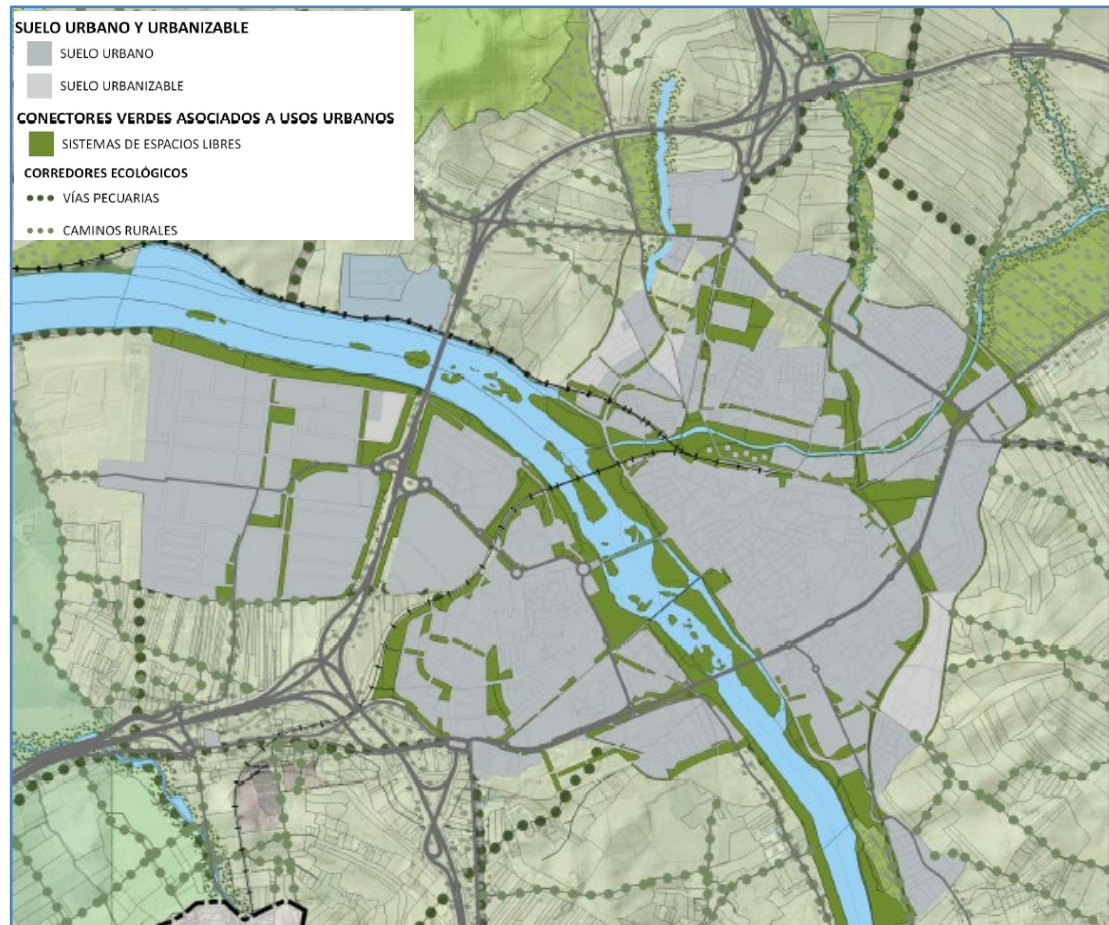 SUELO URBANO Y URBANIZABLE
SUELO URBANO
SUELO URBANIZABLE
CONECTORES VERDES ASOCIADOS A USOS URBANOS
SISTEMAS DE ESPACIOS LIBRES
CORREDORES ECOLÓGICOS
VÍAS PECUARIAS
CAMINOS RURALES